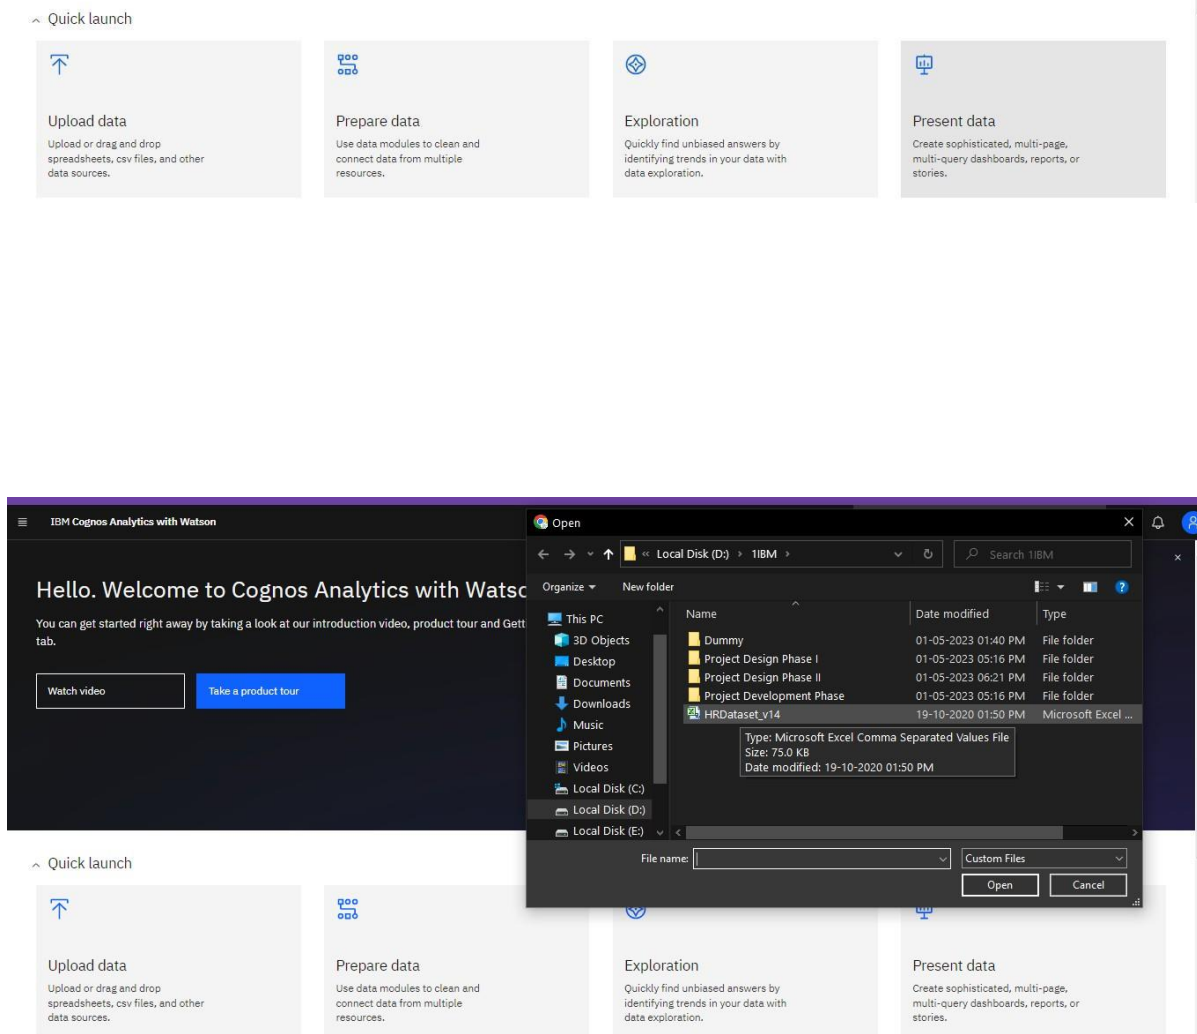 Quick launch
Upload data
Upload or drag and drop
spreadsheets, csv files, and other
data sources.
Prepare data
Use data modules to clean and
connect data from multiple
resources.
Exploration
Quickly find unbiased answers by
identifying trends in your data with
data exploration.
Present data
Create sophisticated, multi-page,
multi-query dashboards, reports, or
stories.
IBM Cognos Analytics with Watson
Hello. Welcome to Cognos Analytics with Watso
You can get started right away by taking a look at our introduction video, product tour and Gett
tab.
Watch video
Take a product tour
Open
Local Disk (D:) > 1IBM >
Search 1IBM
Organize
New folder
This PC
3D Objects
Desktop
Documents
Downloads
Music
Pictures
Videos
Local Disk (C:)
Local Disk (D:)
Local Disk (E:)
Name Date modified Type
Dummy 01-05-2023 01:40 PM File folder
Project Design Phase I 01-05-2023 05:16 PM File folder
Project Design Phase II 01-05-2023 06:21 PM File folder
Project Development Phase 01-05-2023 05:16 PM File folder
HRDataset_v14 19-10-2020 01:50 PM Microsoft Excel ...
Type: Microsoft Excel Comma Separated Values File
Size: 75.0 KB
Date modified: 19-10-2020 01:50 PM
File name:
Custom Files
Open
Cancel
Quick launch
Upload data
Upload or drag and drop
spreadsheets, csv files, and other
data sources.
Prepare data
Use data modules to clean and
connect data from multiple
resources.
Exploration
Quickly find unbiased answers by
identifying trends in your data with
data exploration.
Present data
Create sophisticated, multi-page,
multi-query dashboards, reports, or
stories.